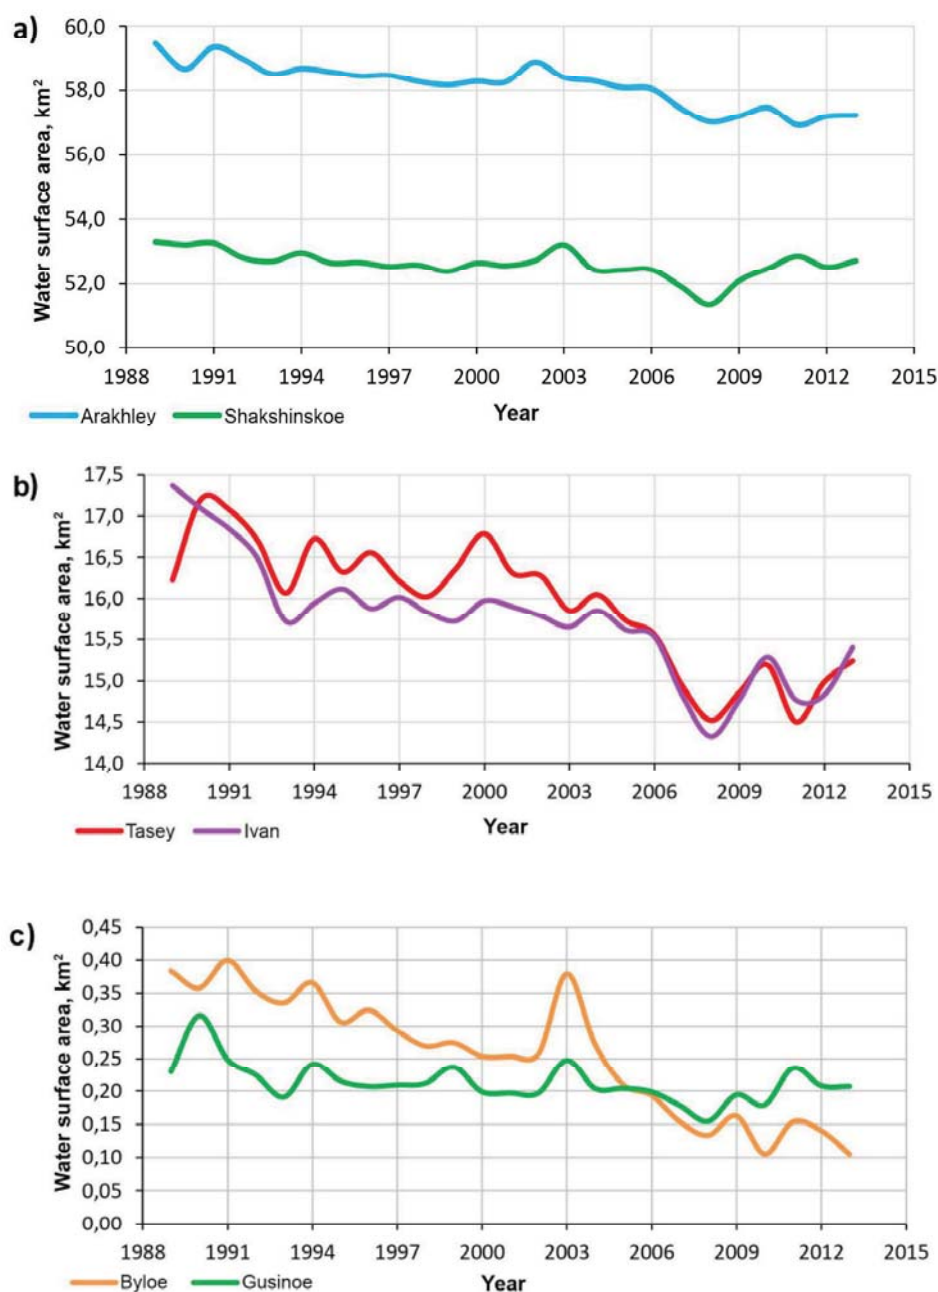 a)
Water surface area, km²
60,0
58,0
56,0
54,0
52,0
50,0
1988 1991 1994 1997 2000 2003 2006 2009 2012 2015
Year
Arakhley Shakshinskoe
b)
Water surface area, km²
17,5
17,0
16,5
16,0
15,5
15,0
14,5
14,0
1988 1991 1994 1997 2000 2003 2006 2009 2012 2015
Year
Tasey Ivan
c)
Water surface area, km²
0,45
0,40
0,35
0,30
0,25
0,20
0,15
0,10
0,05
0,00
1988 1991 1994 1997 2000 2003 2006 2009 2012 2015
Year
Byloe Gusinoe